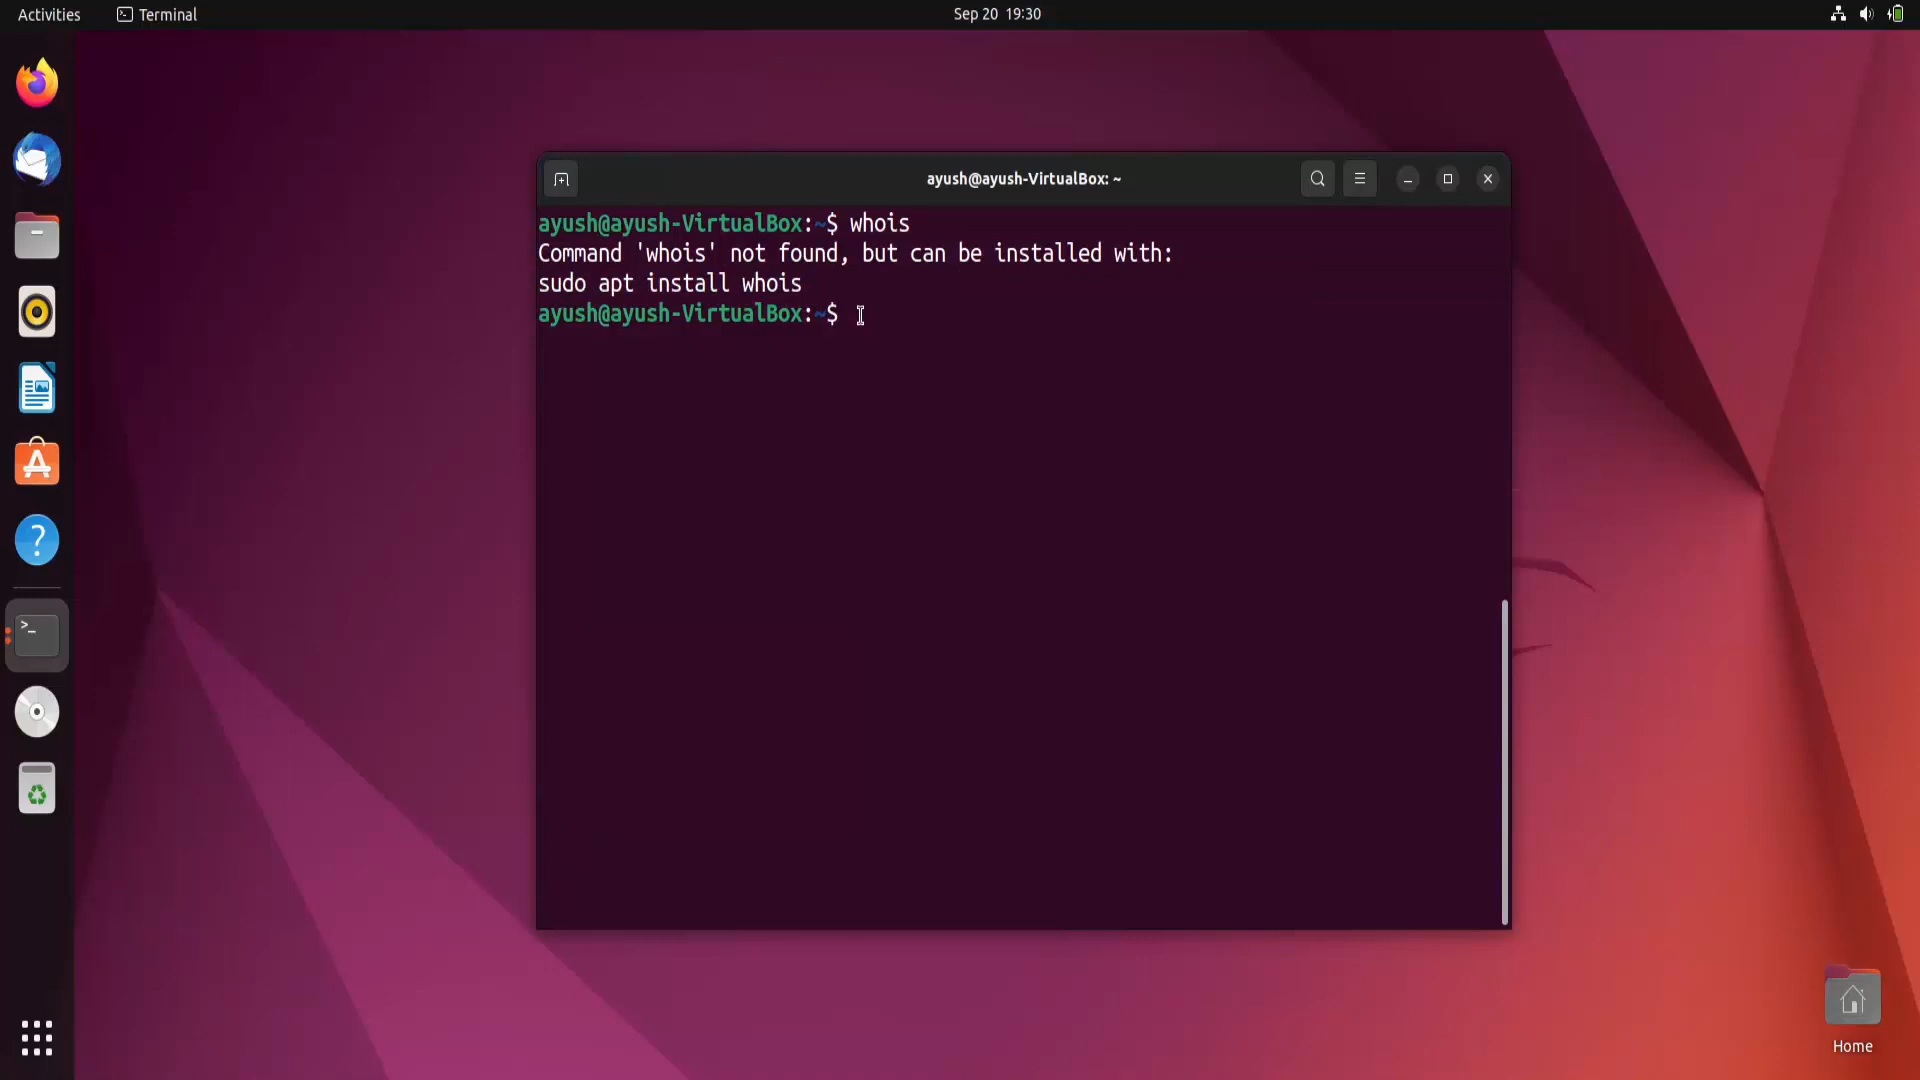 Activities
Terminal
Sep 20 19:30
ayush@ayush-VirtualBox: ~
ayush@ayush-VirtualBox:~$ whois
Command 'whois' not found, but can be installed with:
sudo apt install whois
ayush@ayush-VirtualBox:~$
Home